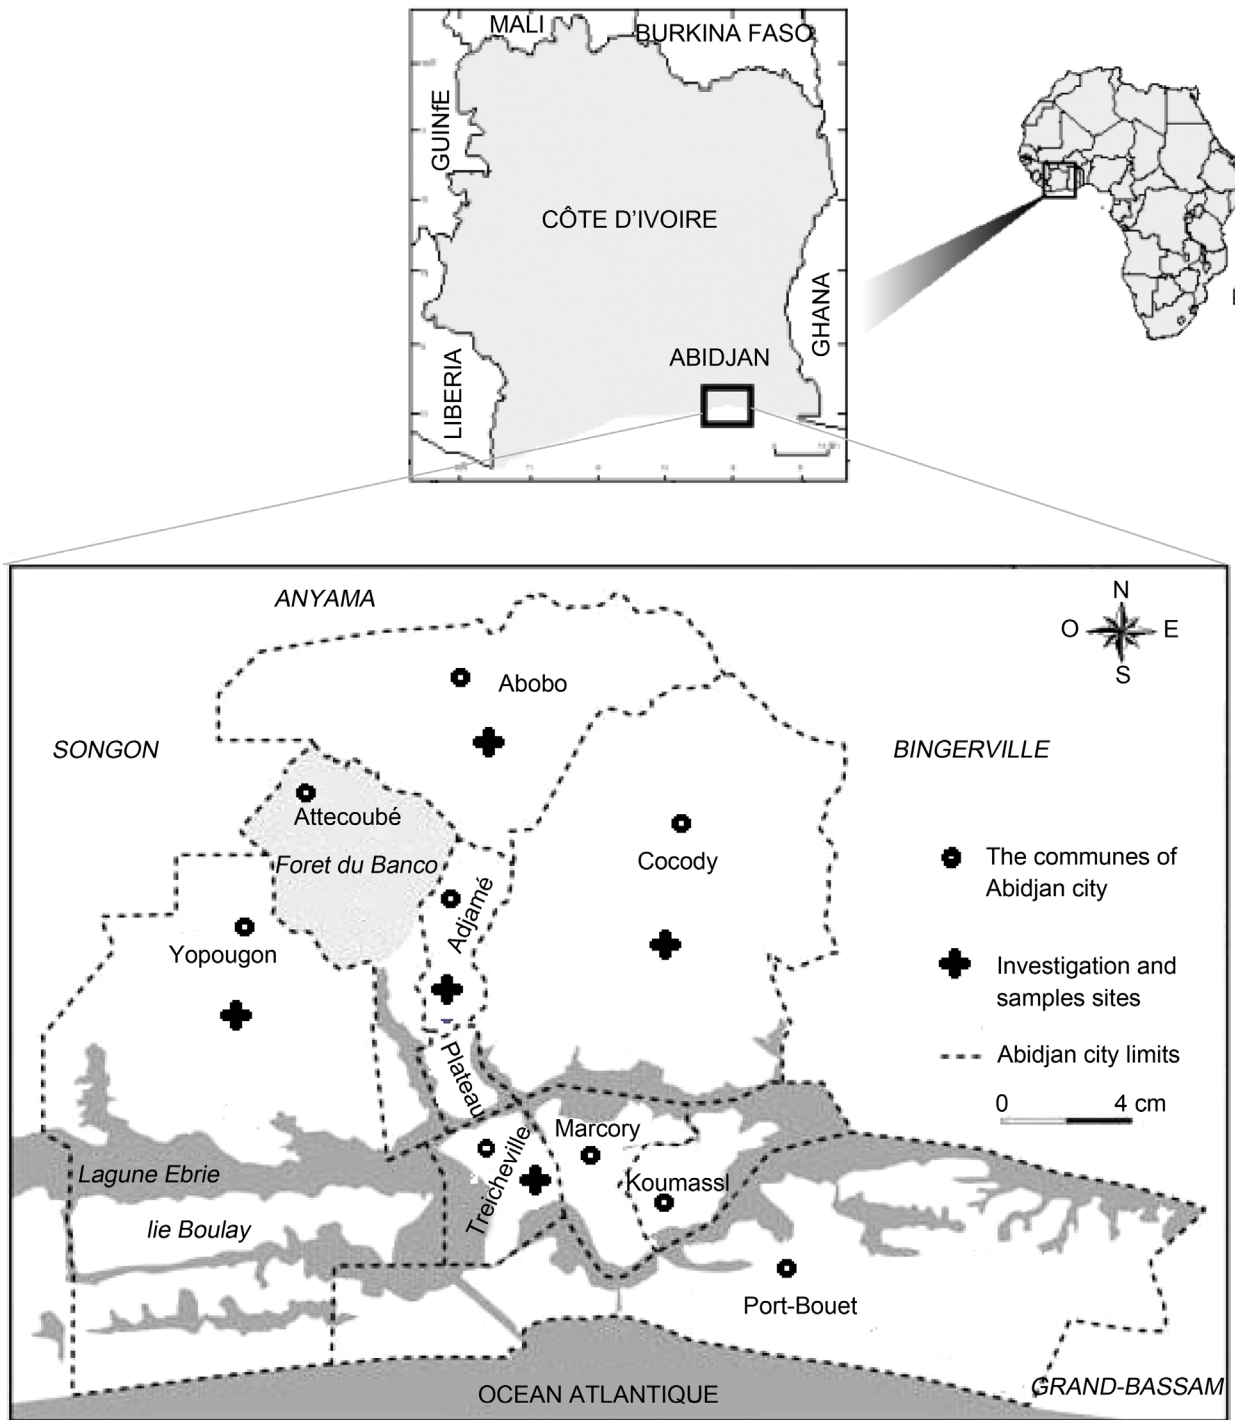 MALI
BURKINA FASO
GUINfE
CÔTE D'IVOIRE
GHANA
ABIDJAN
LIBERIA
ANYAMA
N
O
E
S
Abobo
SONGON
BINGERVILLE
Attecoubé
Foret du Banco
Cocody
The communes of
Abidjan city
Adjamé
Yopougon
Investigation and
samples sites
Plateau
Abidjan city limits
0
4 cm
Marcory
Treicheville
Koumassl
Lagune Ebrie
lie Boulay
Port-Bouet
GRAND-BASSAM
OCEAN ATLANTIQUE